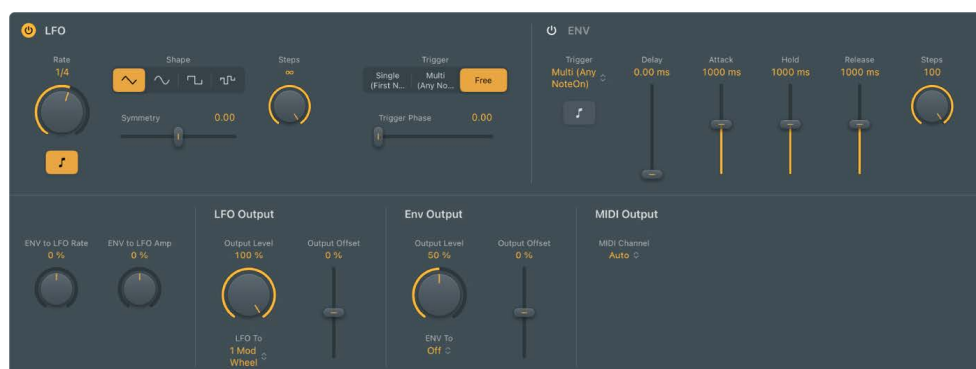 LFO
ENV
Rate
1/4
Shape
Steps
∞
Trigger
Single
(First N...
Multi
(Any No...
Free
Symmetry 0.00
Trigger Phase 0.00
Trigger
Multi (Any
NoteOn)
Delay
0.00 ms
Attack
1000 ms
Hold
1000 ms
Release
1000 ms
Steps
100
ENV to LFO Rate
0 %
ENV to LFO Amp
0 %
LFO Output
Output Level
100 %
Output Offset
0 %
LFO To
1 Mod
Wheel
Env Output
Output Level
50 %
Output Offset
0 %
ENV To
Off
MIDI Output
MIDI Channel
Auto